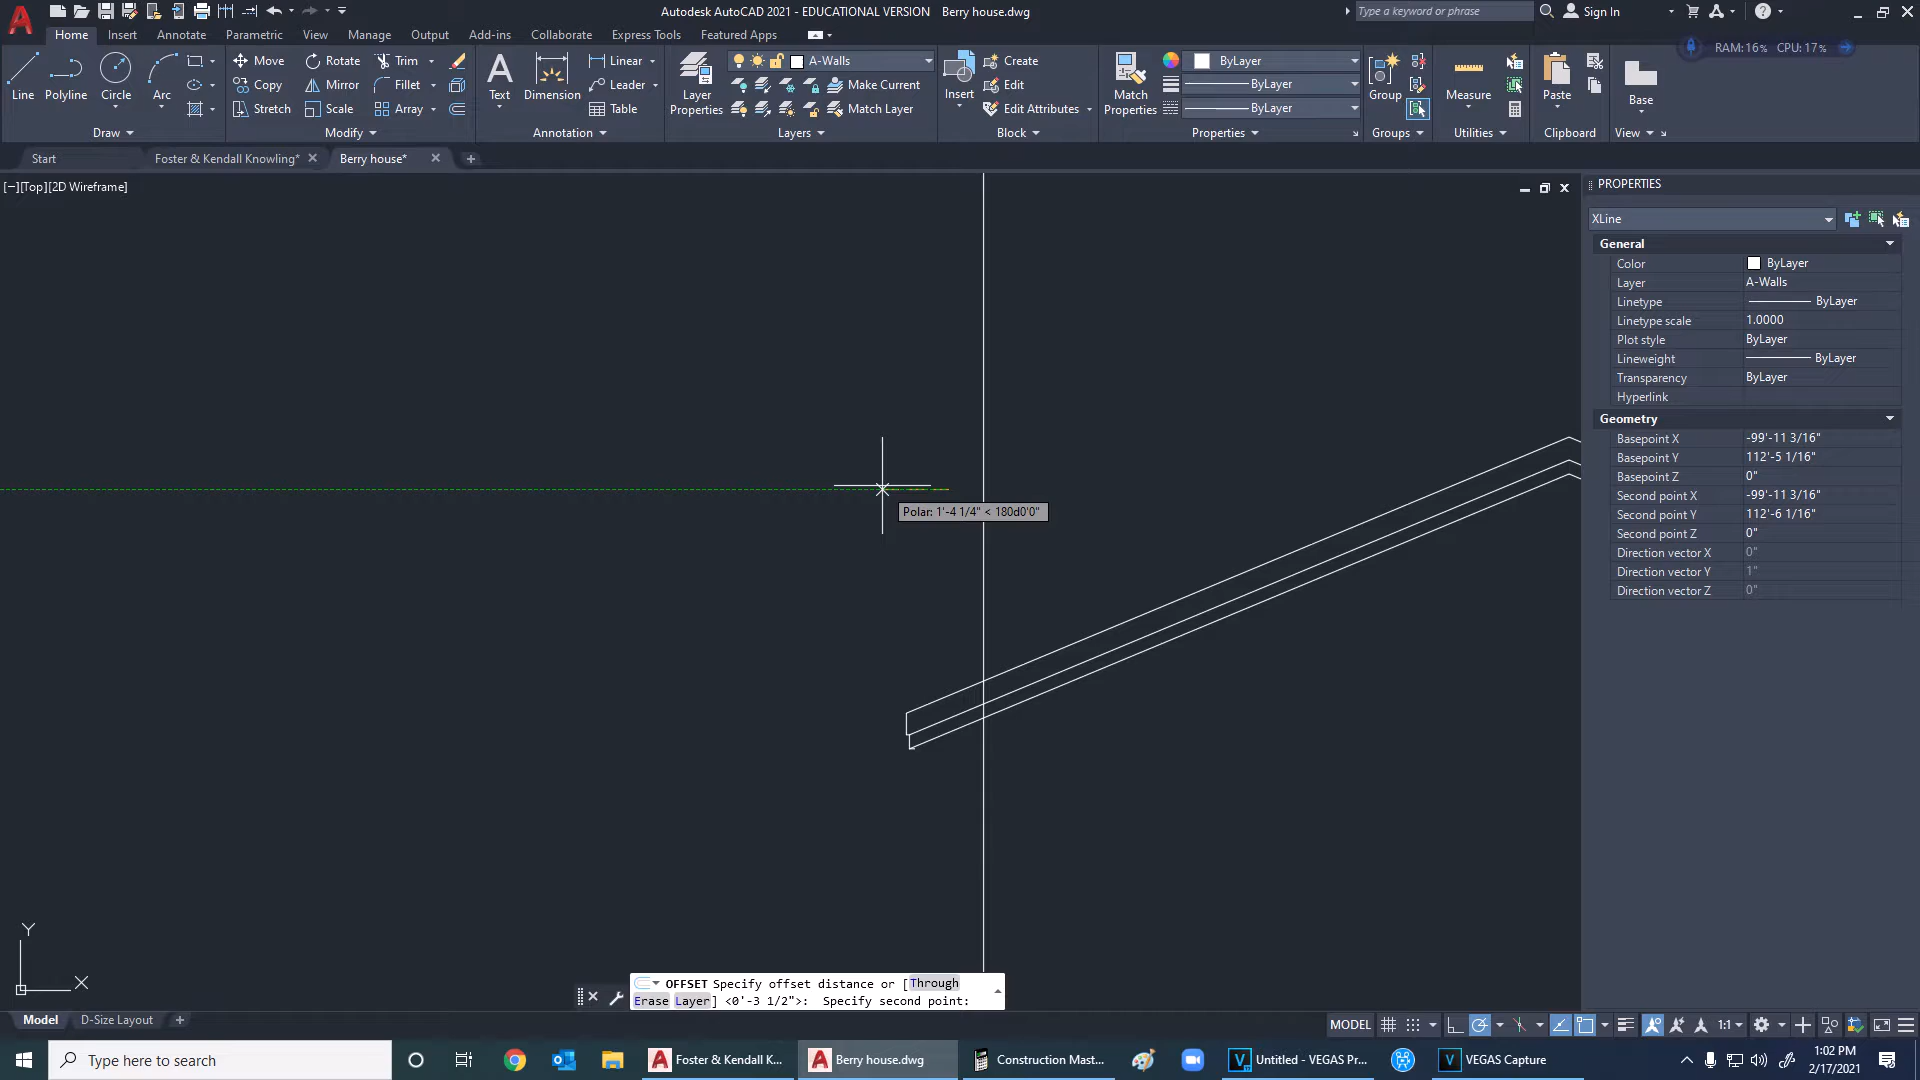 Autodesk AutoCAD 2021 - EDUCATIONAL VERSION Berry house.dwg
Type a keyword or phrase
Sign In
Home Insert Annotate Parametric View Manage Output Add-ins Collaborate Express Tools Featured Apps
RAM:16% CPU: 17%
Line Polyline Circle Arc
Move Rotate Trim
Copy Mirror Fillet
Stretch Scale Array
Text Dimension
Linear
Leader
Table
Layer Properties
A-Walls
Make Current
Match Layer
Insert
Create
Edit
Edit Attributes
Match Properties
ByLayer
ByLayer
ByLayer
Group
Measure
Paste
Base
Draw Modify Annotation Layers Block Properties Groups Utilities Clipboard View
Start Foster & Kendall Knowling* Berry house*
[−][Top][2D Wireframe]
PROPERTIES
XLine
General
Color ByLayer
Layer A-Walls
Linetype ByLayer
Linetype scale 1.0000
Plot style ByLayer
Lineweight ByLayer
Transparency ByLayer
Hyperlink
Geometry
Basepoint X -99'-11 3/16"
Basepoint Y 112'-5 1/16"
Basepoint Z 0"
Second point X -99'-11 3/16"
Second point Y 112'-6 1/16"
Second point Z 0"
Direction vector X 0"
Direction vector Y 1"
Direction vector Z 0"
Polar: 1'-4 1/4" < 180d0'0"
Y
X
OFFSET Specify offset distance or [Through
Erase Layer] <0'-3 1/2">: Specify second point:
Model D-Size Layout
MODEL 1:1
Type here to search
Foster & Kendall K...
Berry house.dwg
Construction Mast...
Untitled - VEGAS Pr...
VEGAS Capture
1:02 PM
2/17/2021